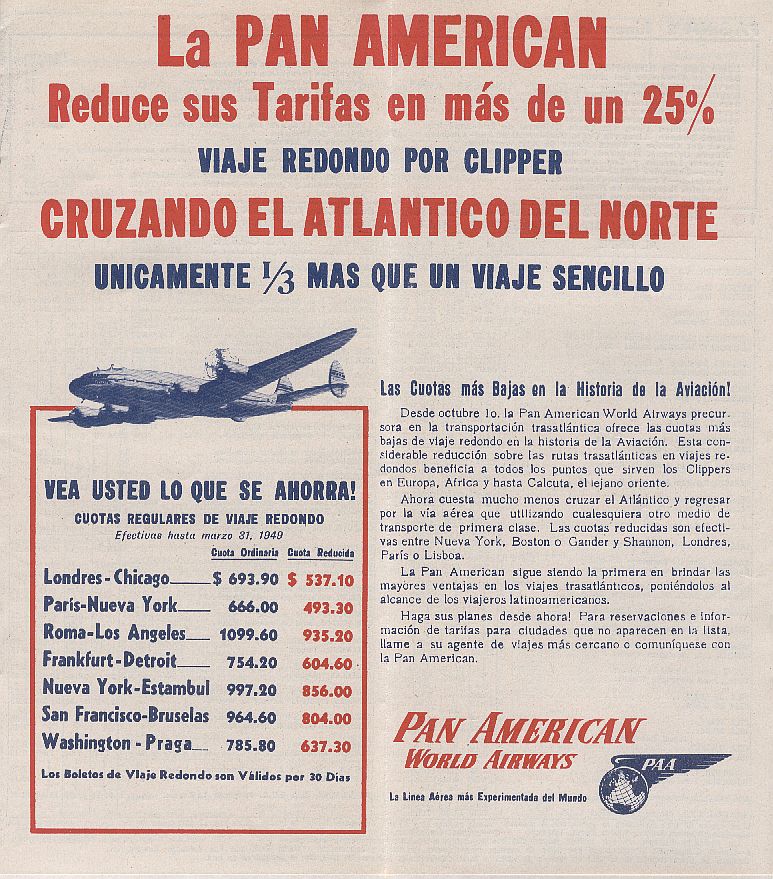 La PAN AMERICAN
Reduce sus Tarifas en más de un 25%
VIAJE REDONDO POR CLIPPER
CRUZANDO EL ATLANTICO DEL NORTE
UNICAMENTE 1/3 MAS QUE UN VIAJE SENCILLO
VEA USTED LO QUE SE AHORRA!
CUOTAS REGULARES DE VIAJE REDONDO
Efectivas hasta marzo 31, 1949
Cuota Ordinaria Cuota Reducida
Londres-Chicago $ 693.90 $ 537.10
París-Nueva York 666.00 493.30
Roma-Los Angeles 1099.60 935.20
Frankfurt-Detroit 754.20 604.60
Nueva York-Estambul 997.20 856.00
San Francisco-Bruselas 964.60 804.00
Washington-Praga 785.80 637.30
Los Boletos de Viaje Redondo son Válidos por 30 Días
Las Cuotas más Bajas en la Historia de la Aviación!
Desde octubre 1o. la Pan American World Airways precur-
sora en la transportación trasatlántica ofrece las cuotas más
bajas de viaje redondo en la historia de la Aviación. Esta con-
siderable reducción sobre las rutas trasatlánticas en viajes re-
dondos beneficia a todos los puntos que sirven los Clippers
en Europa, Africa y hasta Calcuta, el lejano oriente.
Ahora cuesta mucho menos cruzar el Atlántico y regresar
por la vía aérea que utilizando cualesquiera otro medio de
transporte de primera clase. Las cuotas reducidas son efecti-
vas entre Nueva York, Boston o Gander y Shannon, Londres,
París o Lisboa.
La Pan American sigue siendo la primera en brindar las
mayores ventajas en los viajes trasatlánticos, poniéndolos al
alcance de los viajeros latinoamericanos.
Haga sus planes desde ahora! Para reservaciones e infor-
mación de tarifas para ciudades que no aparecen en la lista,
llame a su agente de viajes más cercano o comuníquese con
la Pan American.
PAN AMERICAN
WORLD AIRWAYS
PAA
La Línea Aérea más Experimentada del Mundo